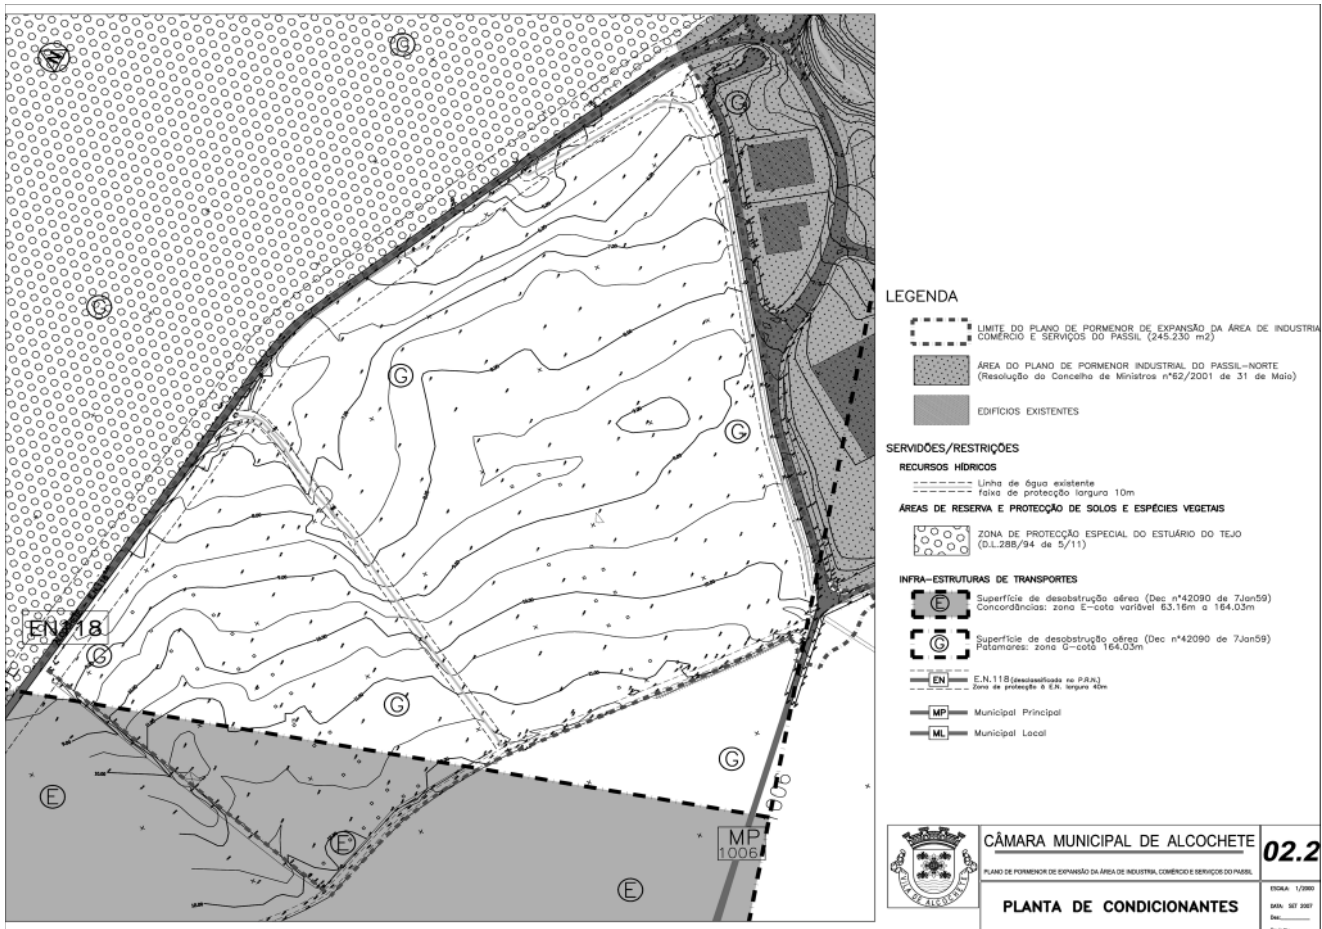 G
G
G
G
G
G
EN118
G
G
G
E
E
E
MP
1006
LEGENDA
LIMITE DO PLANO DE PORMENOR DE EXPANSÃO DA ÁREA DE INDUSTRIA
COMÉRCIO E SERVIÇOS DO PASSIL (245.230 m2)
ÁREA DO PLANO DE PORMENOR INDUSTRIAL DO PASSIL-NORTE
(Resolução do Concelho de Ministros nº62/2001 de 31 de Maio)
EDIFÍCIOS EXISTENTES
SERVIDÕES/RESTRIÇÕES
RECURSOS HÍDRICOS
Linha de água existente
faixa de protecção largura 10m
ÁREAS DE RESERVA E PROTECÇÃO DE SOLOS E ESPÉCIES VEGETAIS
ZONA DE PROTECÇÃO ESPECIAL DO ESTUÁRIO DO TEJO
(D.L.288/94 de 5/11)
INFRA-ESTRUTURAS DE TRANSPORTES
E Superfície de desobstrução aérea (Dec nº42090 de 7Jan59)
Concordâncias: zona E-cota variável 63.16m a 164.03m
G Superfície de desobstrução aérea (Dec nº42090 de 7Jan59)
Patamares: zona G-cota 164.03m
EN E.N.118 (desclassificada no P.R.N.)
Zona de protecção à E.N. largura 40m
MP Municipal Principal
ML Municipal Local
VILA DE ALCOCHETE
CÂMARA MUNICIPAL DE ALCOCHETE
02.2
PLANO DE PORMENOR DE EXPANSÃO DA ÁREA DE INDUSTRIA, COMÉRCIO E SERVIÇOS DO PASSIL
PLANTA DE CONDICIONANTES
ESCALA: 1/2000
DATA: SET 2007
Des: